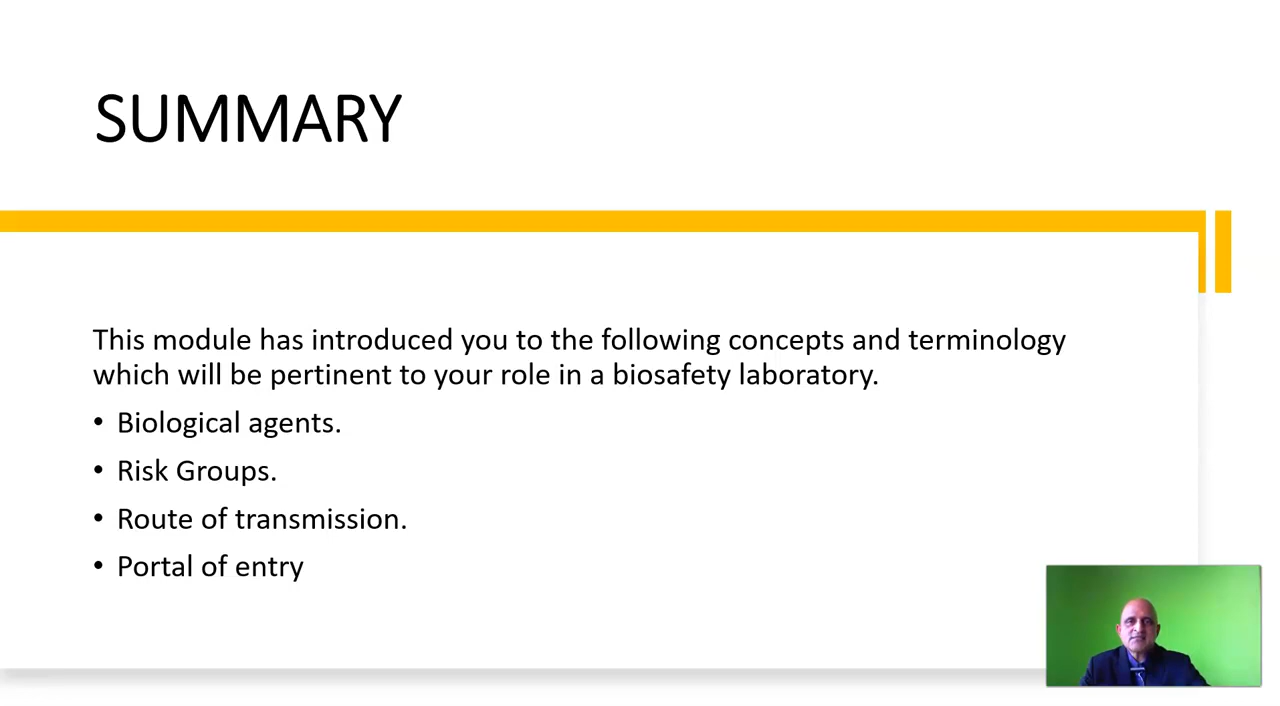 SUMMARY
This module has introduced you to the following concepts and terminology
which will be pertinent to your role in a biosafety laboratory.
• Biological agents.
• Risk Groups.
• Route of transmission.
• Portal of entry